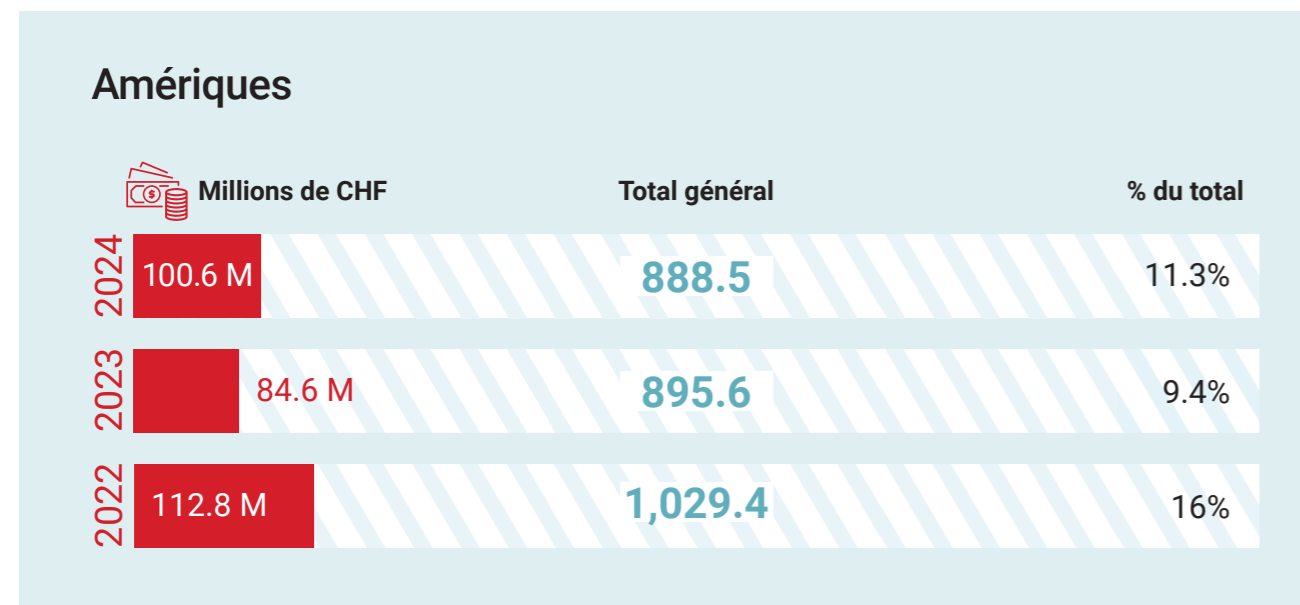 Amériques
Millions de CHF Total général % du total
2024 100.6 M 888.5 11.3%
2023 84.6 M 895.6 9.4%
2022 112.8 M 1,029.4 16%